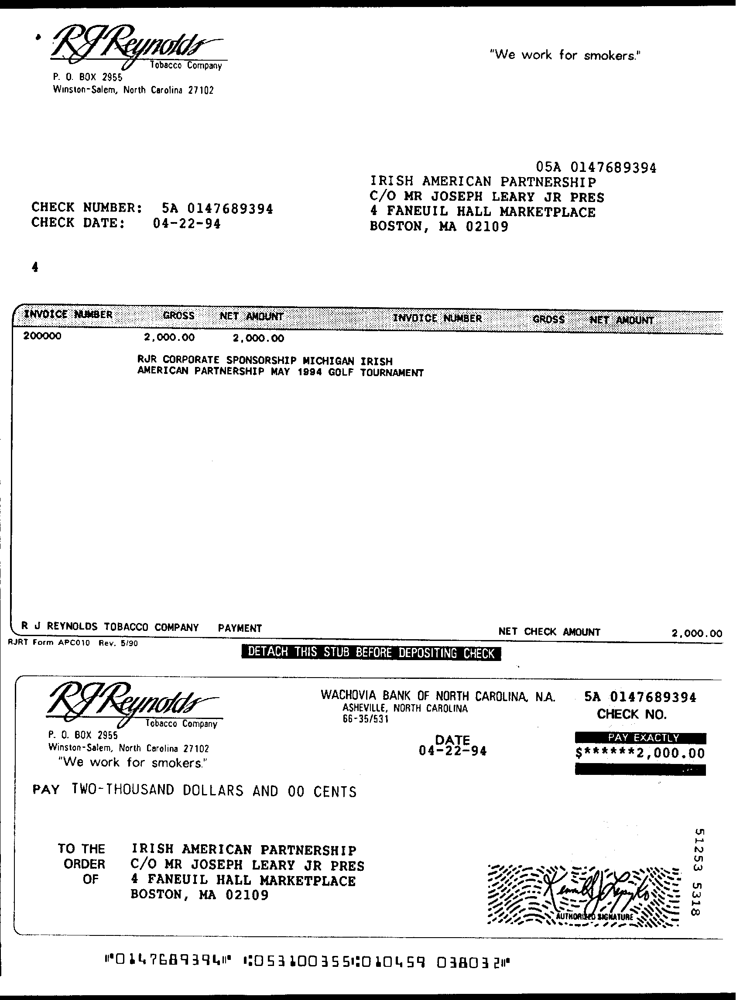 RJReynolds
Tobacco Company
P. O. BOX 2955
Winston-Salem, North Carolina 27102
"We work for smokers."
05A 0147689394
IRISH AMERICAN PARTNERSHIP
C/O MR JOSEPH LEARY JR PRES
4 FANEUIL HALL MARKETPLACE
BOSTON, MA 02109
CHECK NUMBER: 5A 0147689394
CHECK DATE: 04-22-94
4
INVOICE NUMBER GROSS NET AMOUNT INVOICE NUMBER GROSS NET AMOUNT
200000 2,000.00 2,000.00
RJR CORPORATE SPONSORSHIP MICHIGAN IRISH
AMERICAN PARTNERSHIP MAY 1994 GOLF TOURNAMENT
R J REYNOLDS TOBACCO COMPANY PAYMENT
NET CHECK AMOUNT 2,000.00
RJRT Form APC010 Rev. 5/90
DETACH THIS STUB BEFORE DEPOSITING CHECK
RJReynolds
Tobacco Company
P. O. BOX 2955
Winston-Salem, North Carolina 27102
"We work for smokers."
WACHOVIA BANK OF NORTH CAROLINA, N.A.
ASHEVILLE, NORTH CAROLINA
66-35/531
5A 0147689394
CHECK NO.
DATE
04-22-94
PAY EXACTLY
$******2,000.00
PAY TWO-THOUSAND DOLLARS AND 00 CENTS
TO THE ORDER OF
IRISH AMERICAN PARTNERSHIP
C/O MR JOSEPH LEARY JR PRES
4 FANEUIL HALL MARKETPLACE
BOSTON, MA 02109
AUTHORIZED SIGNATURE
51253 5318
⑈0147689394⑈ ⑆053100355⑆010459 038032⑈